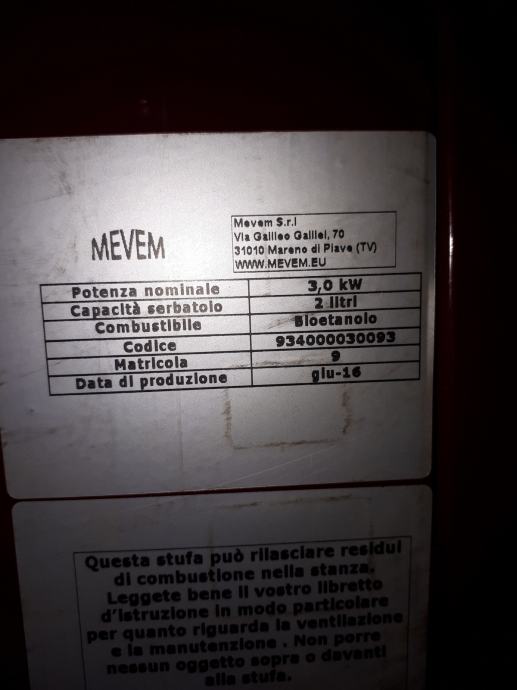 MEVEM
Mevem S.r.l
Via Galileo Galilei, 70
31010 Mareno di Piave (TV)
WWW.MEVEM.EU
Potenza nominale 3,0 kW
Capacità serbatoio 2 litri
Combustibile Bioetanolo
Codice 934000030093
Matricola 9
Data di produzione giu-16
Questa stufa può rilasciare residui
di combustione nella stanza.
Leggete bene il vostro libretto
d'istruzione in modo particolare
per quanto riguarda la ventilazione
e la manutenzione . Non porre
nessun oggetto sopra o davanti
alla stufa.